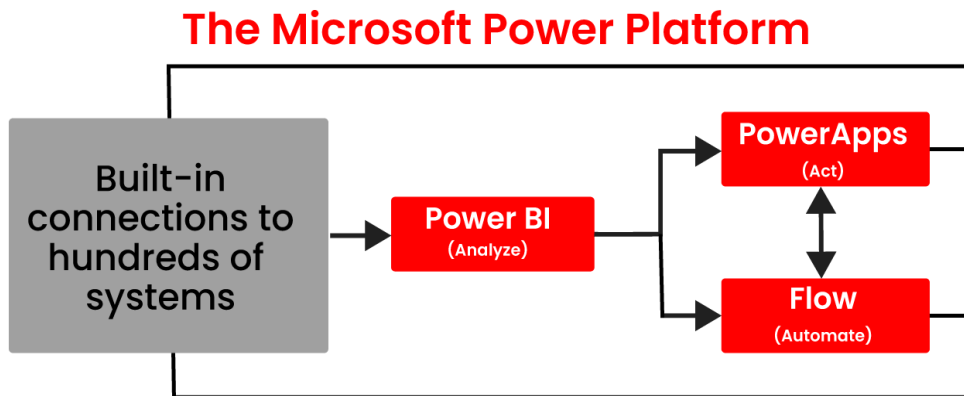 The Microsoft Power Platform
Built-in
connections to
hundreds of
systems
Power BI
(Analyze)
PowerApps
(Act)
Flow
(Automate)